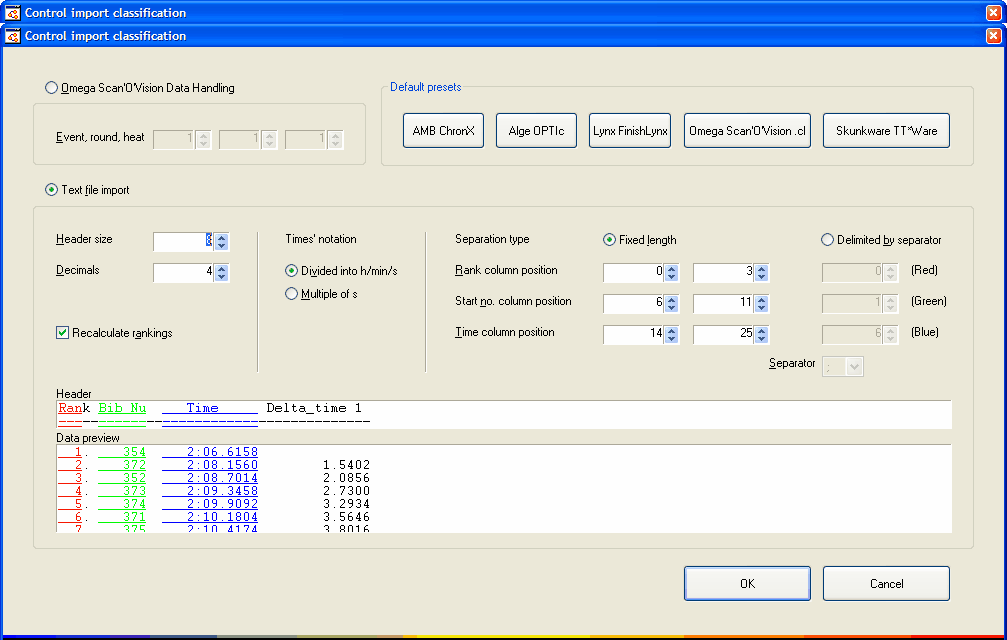 Control import classification
Control import classification
Omega Scan'O'Vision Data Handling
Event, round, heat 1 1 1
Default presets
AMB ChronX Alge OPTIc Lynx FinishLynx Omega Scan'O'Vision .cl Skunkware TT*Ware
Text file import
Header size 8
Decimals 4
Recalculate rankings
Times' notation
Divided into h/min/s
Multiple of s
Separation type Fixed length Delimited by separator
Rank column position 0 3 0 (Red)
Start no. column position 6 11 1 (Green)
Time column position 14 25 6 (Blue)
Separator ;
Header
Rank Bib Nu Time Delta_time 1
---------------------------------------
Data preview
1. 354 2:06.6158
2. 372 2:08.1560 1.5402
3. 352 2:08.7014 2.0856
4. 373 2:09.3458 2.7300
5. 374 2:09.9092 3.2934
6. 371 2:10.1804 3.5646
7. 375 2:10.4174 3.8016
OK Cancel